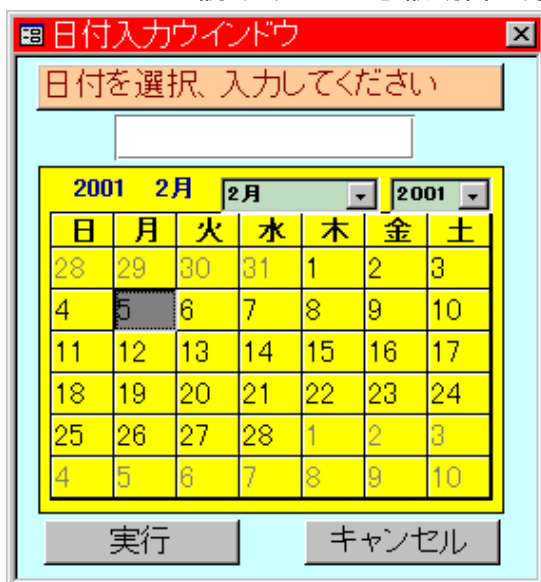 日付入力ウインドウ
日付を選択、入力してください
2001 2月 2月 2001
日 月 火 水 木 金 土
28 29 30 31 1 2 3
4 5 6 7 8 9 10
11 12 13 14 15 16 17
18 19 20 21 22 23 24
25 26 27 28 1 2 3
4 5 6 7 8 9 10
実行 キャンセル